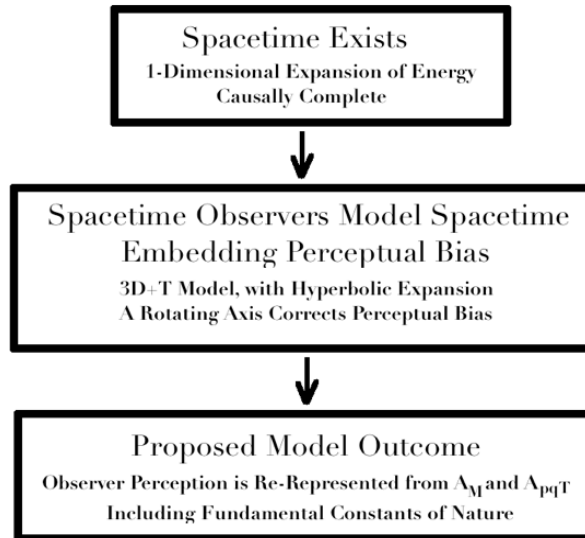 Spacetime Exists
1-Dimensional Expansion of Energy
Causally Complete
Spacetime Observers Model Spacetime
Embedding Perceptual Bias
3D+T Model, with Hyperbolic Expansion
A Rotating Axis Corrects Perceptual Bias
Proposed Model Outcome
Observer Perception is Re-Represented from A_M and A_pqT
Including Fundamental Constants of Nature